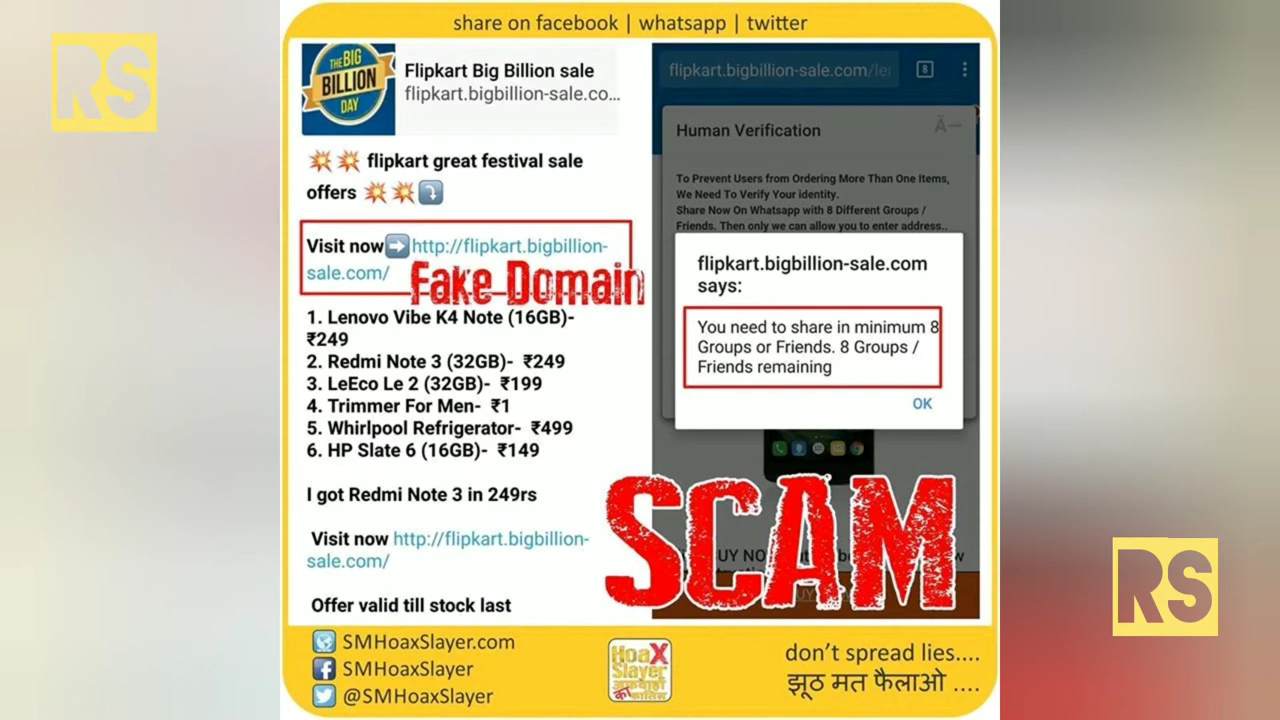 share on facebook | whatsapp | twitter
RS
THE BIG
BILLION
DAY
Flipkart Big Billion sale
flipkart.bigbillion-sale.co...
flipkart great festival sale
offers
Visit now http://flipkart.bigbillion-
sale.com/
Fake Domain
1. Lenovo Vibe K4 Note (16GB)-
₹249
2. Redmi Note 3 (32GB)- ₹249
3. LeEco Le 2 (32GB)- ₹199
4. Trimmer For Men- ₹1
5. Whirlpool Refrigerator- ₹499
6. HP Slate 6 (16GB)- ₹149
I got Redmi Note 3 in 249rs
Visit now http://flipkart.bigbillion-
sale.com/
Offer valid till stock last
flipkart.bigbillion-sale.com/le
8
Human Verification
Ã—
To Prevent Users from Ordering More Than One Items,
We Need To Verify Your identity.
Share Now On Whatsapp with 8 Different Groups /
Friends. Then only we can allow you to enter address..
flipkart.bigbillion-sale.com
says:
You need to share in minimum 8
Groups or Friends. 8 Groups /
Friends remaining
OK
SCAM
BUY NO
SMHoaxSlayer.com
SMHoaxSlayer
@SMHoaxSlayer
HoaX
Slayer
अफवाहों
का
don't spread lies....
झूठ मत फैलाओ ....
RS